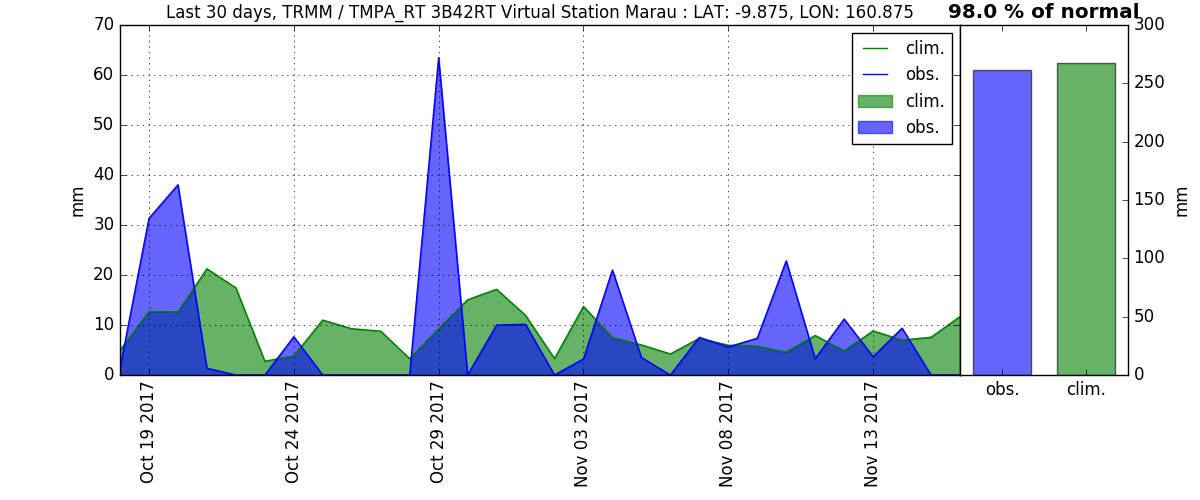 Last 30 days, TRMM / TMPA_RT 3B42RT Virtual Station Marau : LAT: -9.875, LON: 160.875
98.0 % of normal
70
60
50
40
30
20
10
0
mm
clim.
obs.
clim.
obs.
300
250
200
150
100
50
0
mm
Oct 19 2017
Oct 24 2017
Oct 29 2017
Nov 03 2017
Nov 08 2017
Nov 13 2017
obs.
clim.